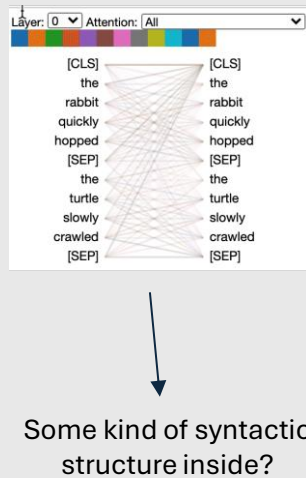 Layer: 0 Attention: All
[CLS] [CLS]
the the
rabbit rabbit
quickly quickly
hopped hopped
[SEP] [SEP]
the the
turtle turtle
slowly slowly
crawled crawled
[SEP] [SEP]
Some kind of syntactic
structure inside?